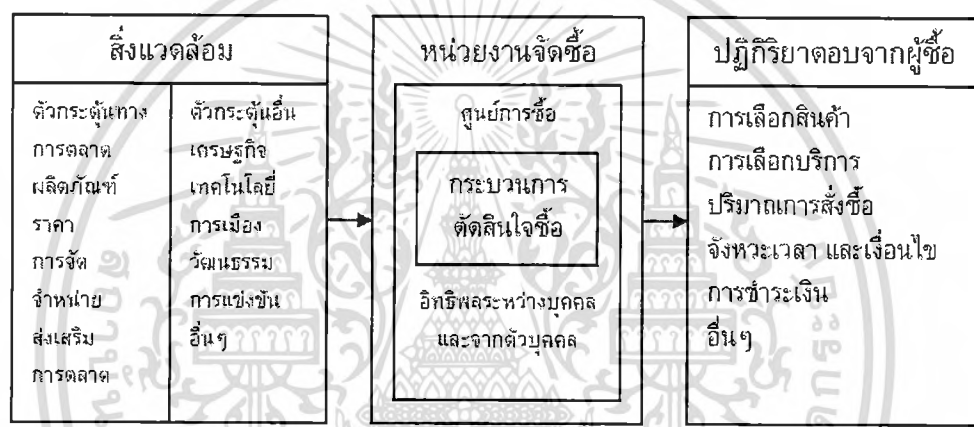 สิ่งแวดล้อม
ตัวกระตุ้นทาง
การตลาด
ผลิตภัณฑ์
ราคา
การจัด
จำหน่าย
ส่งเสริม
การตลาด
ตัวกระตุ้นอื่น
เศรษฐกิจ
เทคโนโลยี่
การเมือง
วัฒนธรรม
การแข่งขัน
อื่นๆ
หน่วยงานจัดซื้อ
ศูนย์การซื้อ
กระบวนการ
ตัดสินใจซื้อ
อิทธิพลระหว่างบุคคล
และจากตัวบุคคล
ปฏิกิริยาตอบจากผู้ซื้อ
การเลือกสินค้า
การเลือกบริการ
ปริมาณการสั่งซื้อ
จังหวะเวลา และเงื่อนไข
การชำระเงิน
อื่นๆ